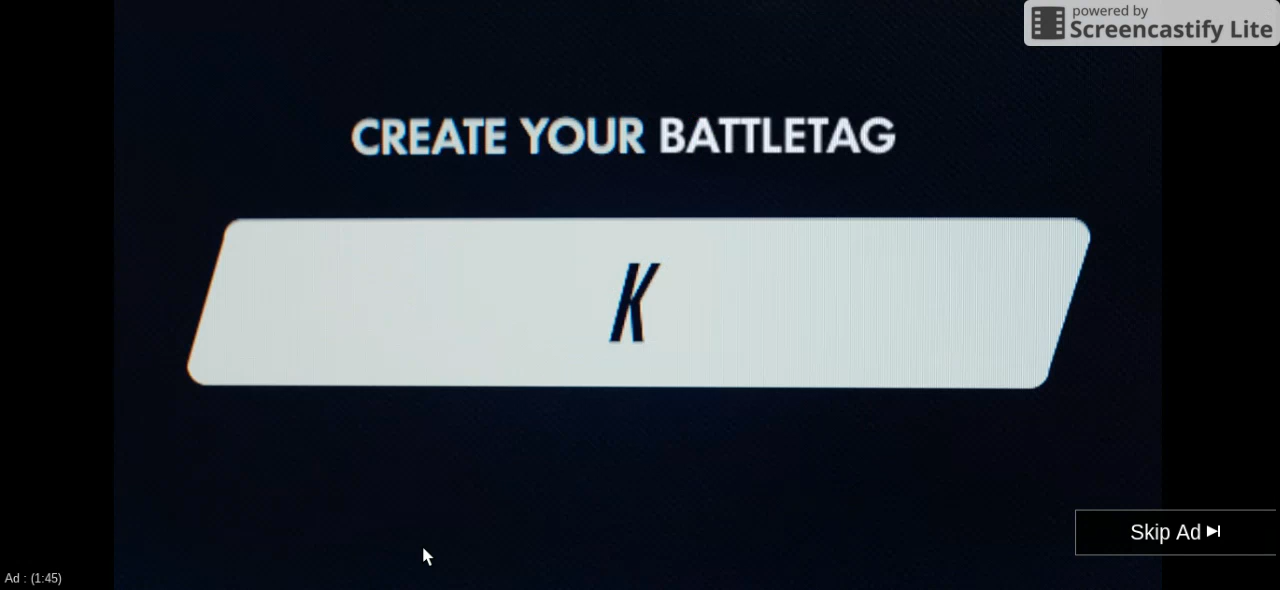 powered by
Screencastify Lite
CREATE YOUR BATTLETAG
K
Skip Ad
Ad : (1:45)